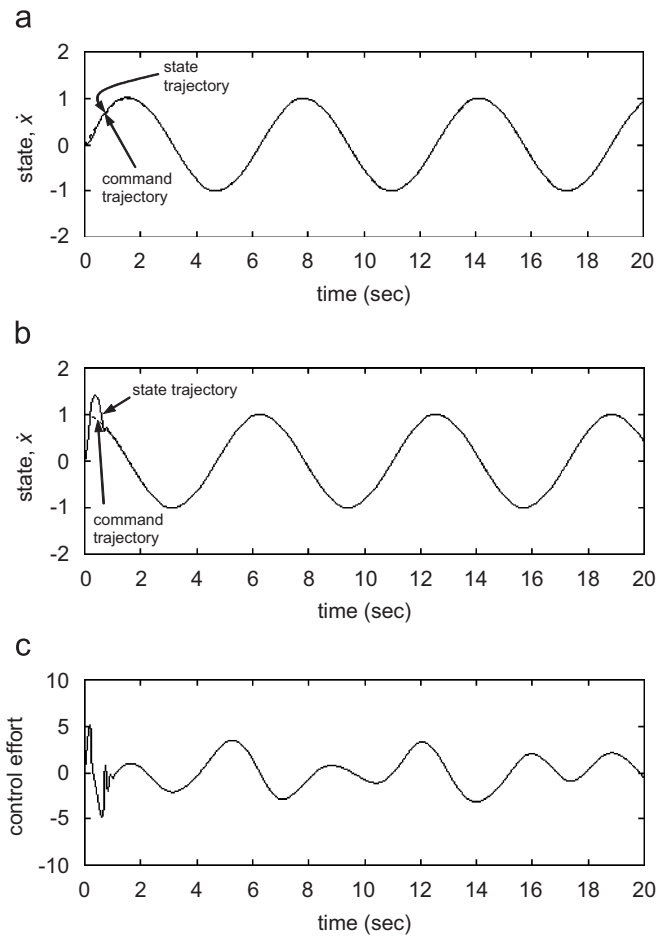 a
2
1
0
-1
-2
state, ẋ
state
trajectory
command
trajectory
0 2 4 6 8 10 12 14 16 18 20
time (sec)
b
2
1
0
-1
-2
state, ẋ
state trajectory
command
trajectory
0 2 4 6 8 10 12 14 16 18 20
time (sec)
c
10
5
0
-5
-10
control effort
0 2 4 6 8 10 12 14 16 18 20
time (sec)